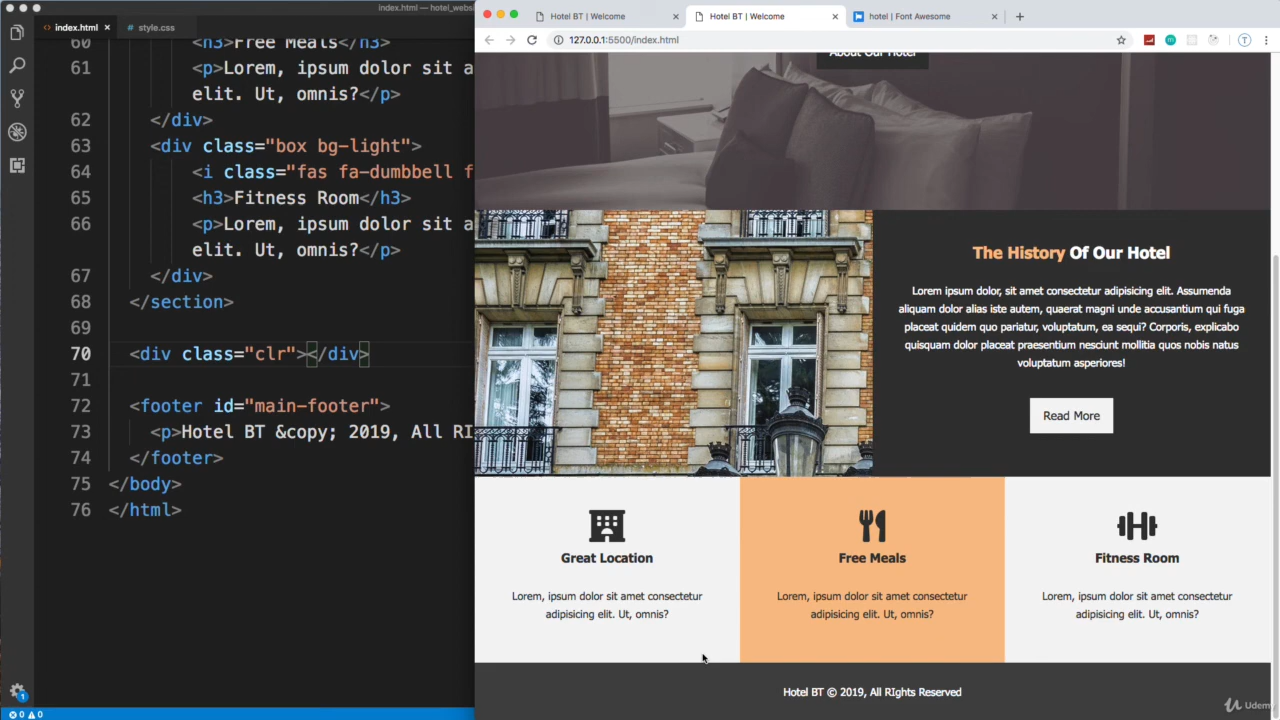 index.html — hotel_websi
index.html
style.css
60 <h3>Free Meals</h3>
61 <p>Lorem, ipsum dolor sit a
elit. Ut, omnis?</p>
62 </div>
63 <div class="box bg-light">
64 <i class="fas fa-dumbbell f
65 <h3>Fitness Room</h3>
66 <p>Lorem, ipsum dolor sit a
elit. Ut, omnis?</p>
67 </div>
68 </section>
69
70 <div class="clr"></div>
71
72 <footer id="main-footer">
73 <p>Hotel BT &copy; 2019, All RI
74 </footer>
75 </body>
76 </html>
1
0 0
Hotel BT | Welcome
Hotel BT | Welcome
hotel | Font Awesome
127.0.0.1:5500/index.html
T
About Our Hotel
The History Of Our Hotel
Lorem ipsum dolor, sit amet consectetur adipisicing elit. Assumenda
aliquam dolor alias iste autem, quaerat magni unde accusantium qui fuga
placeat quidem quo pariatur, voluptatum, ea sequi? Corporis, explicabo
quisquam dolor placeat praesentium nesciunt mollitia quos nobis natus
voluptatum asperiores!
Read More
Great Location
Lorem, ipsum dolor sit amet consectetur
adipisicing elit. Ut, omnis?
Free Meals
Lorem, ipsum dolor sit amet consectetur
adipisicing elit. Ut, omnis?
Fitness Room
Lorem, ipsum dolor sit amet consectetur
adipisicing elit. Ut, omnis?
Hotel BT © 2019, All RIghts Reserved
Udemy